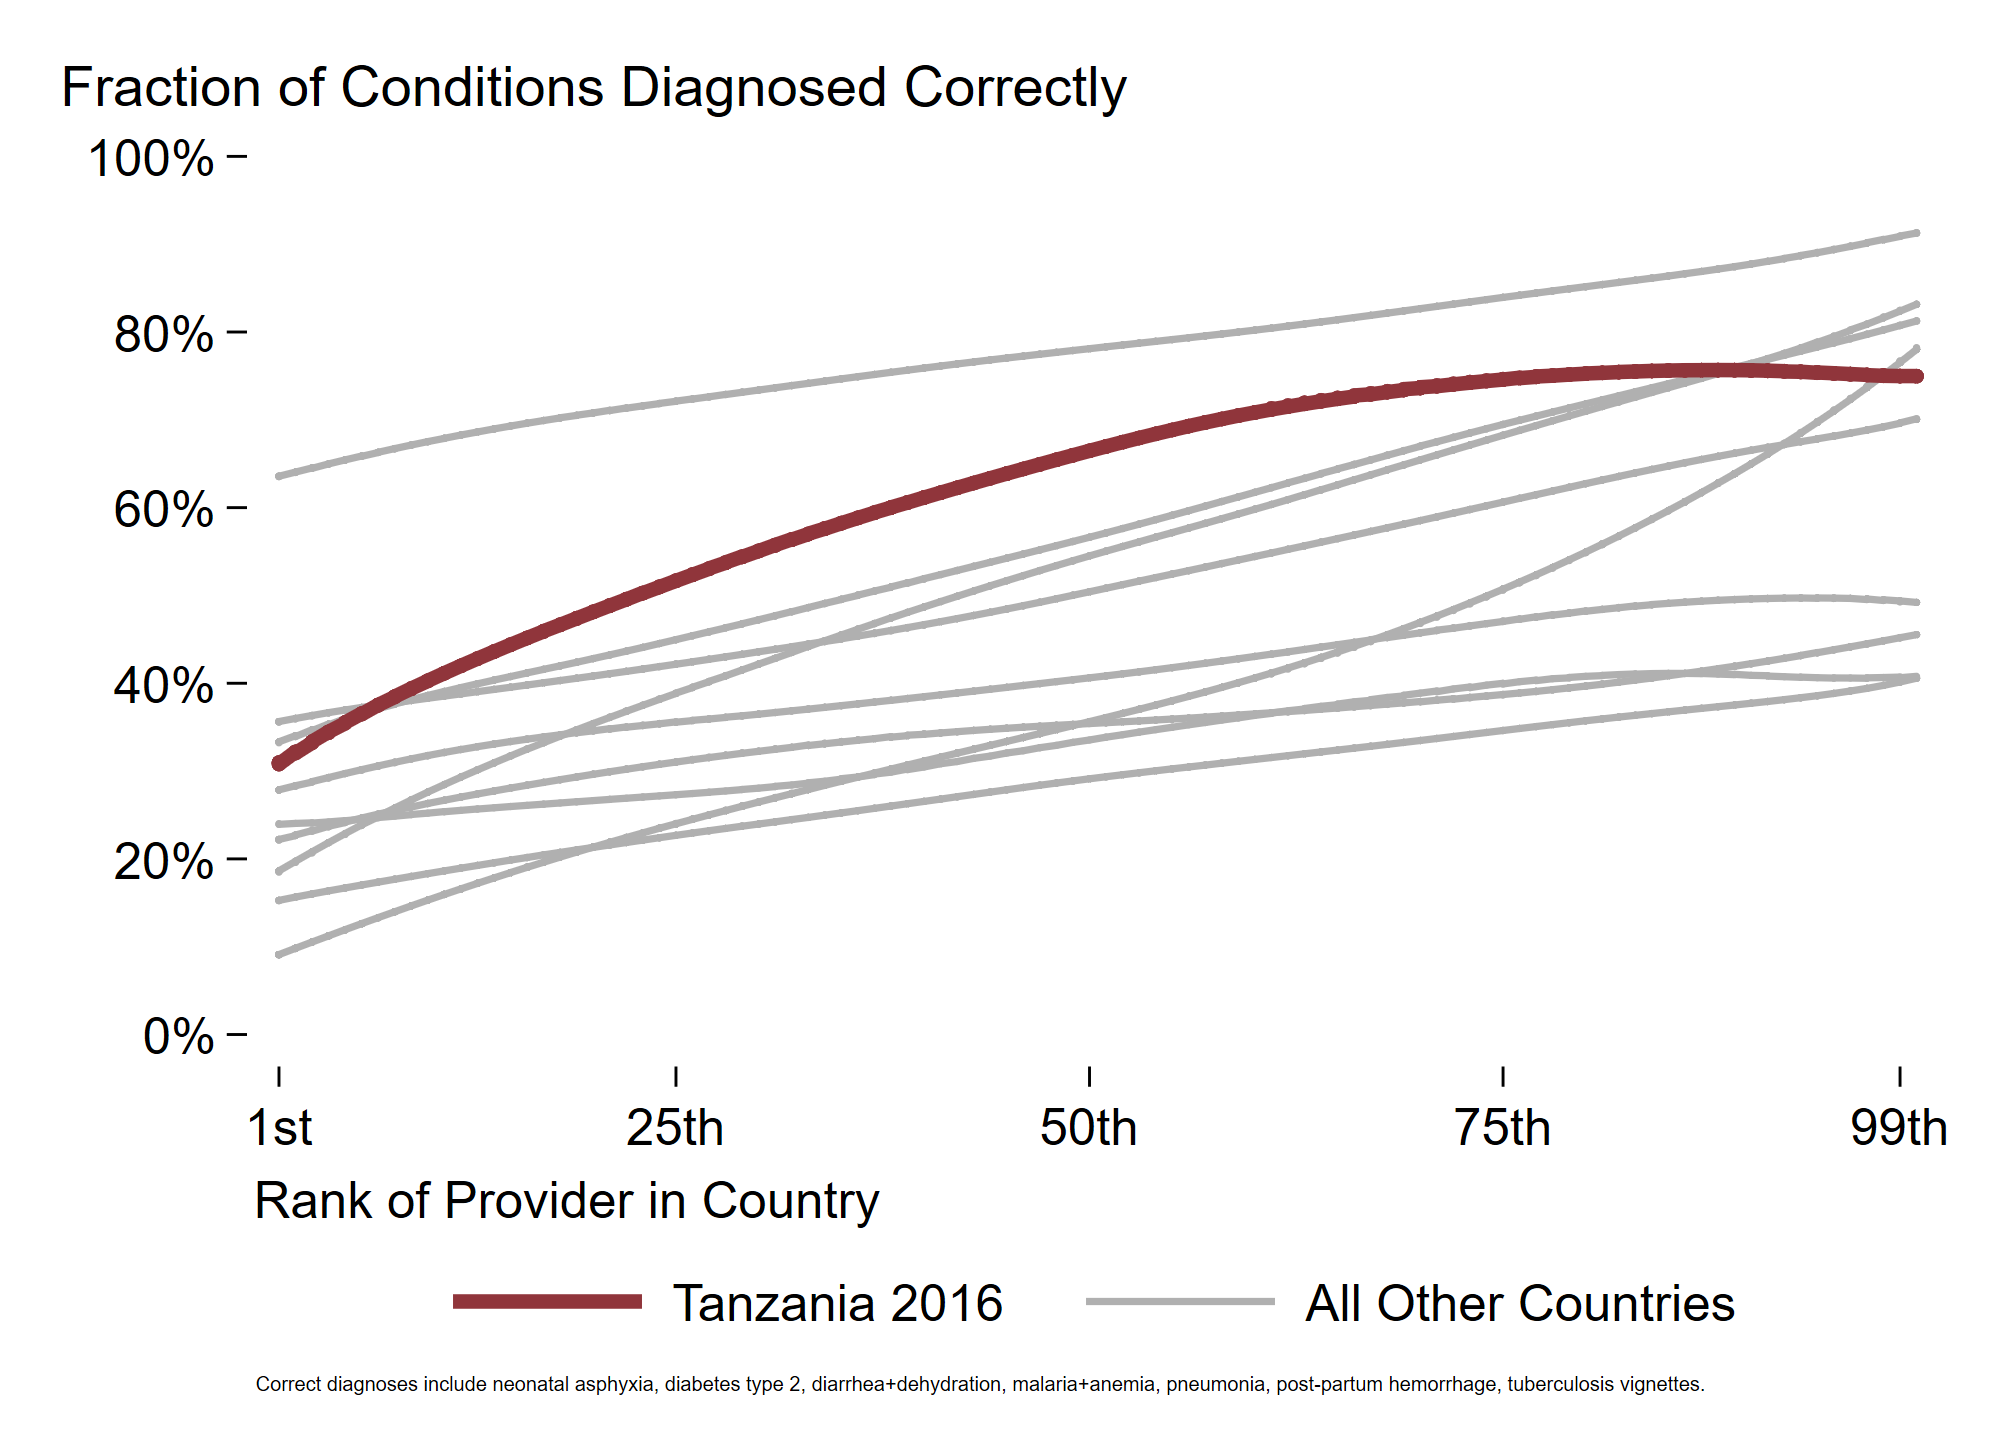 Fraction of Conditions Diagnosed Correctly
100%
80%
60%
40%
20%
0%
1st 25th 50th 75th 99th
Rank of Provider in Country
Tanzania 2016 All Other Countries
Correct diagnoses include neonatal asphyxia, diabetes type 2, diarrhea+dehydration, malaria+anemia, pneumonia, post-partum hemorrhage, tuberculosis vignettes.